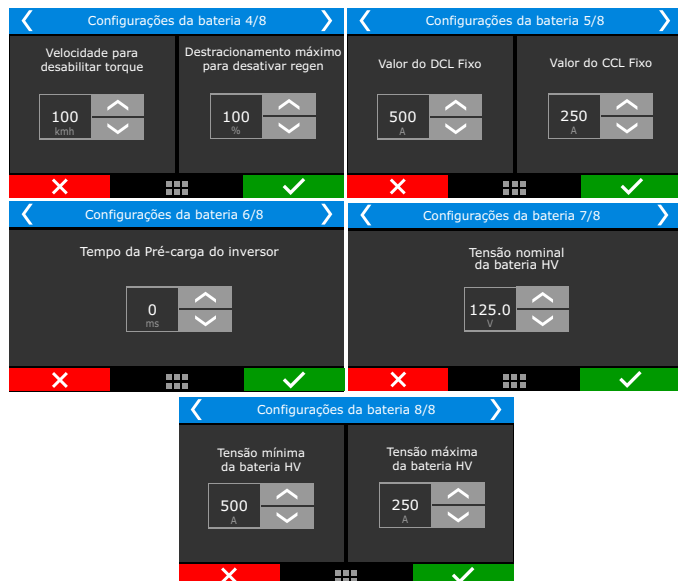 Configurações da bateria 4/8
Velocidade para
desabilitar torque
100
kmh
Destracionamento máximo
para desativar regen
100
%
Configurações da bateria 5/8
Valor do DCL Fixo
500
A
Valor do CCL Fixo
250
A
Configurações da bateria 6/8
Tempo da Pré-carga do inversor
0
ms
Configurações da bateria 7/8
Tensão nominal
da bateria HV
125.0
V
Configurações da bateria 8/8
Tensão mínima
da bateria HV
500
A
Tensão máxima
da bateria HV
250
A